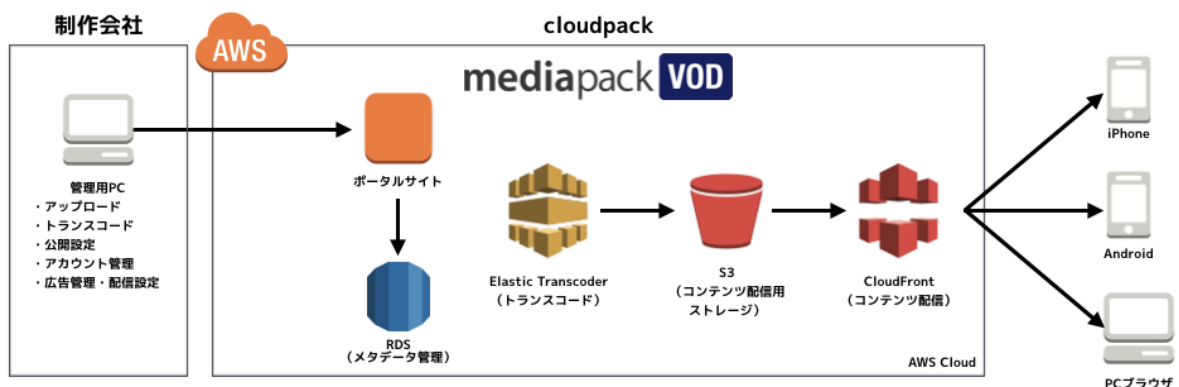 制作会社
cloudpack
AWS
mediapack VOD
管理用PC
・アップロード
・トランスコード
・公開設定
・アカウント管理
・広告管理・配信設定
ポータルサイト
RDS
（メタデータ管理）
Elastic Transcoder
（トランスコード）
S3
（コンテンツ配信用
ストレージ）
CloudFront
（コンテンツ配信）
AWS Cloud
iPhone
Android
PCブラウザ